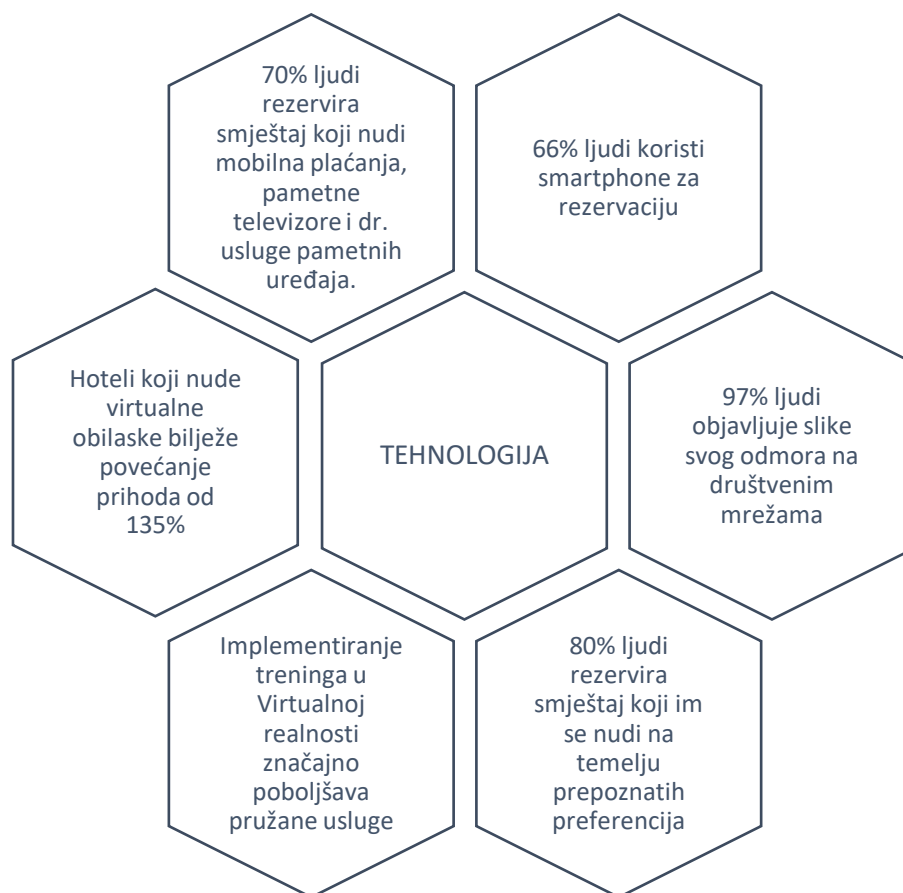 70% ljudi
rezervira
smještaj koji nudi
mobilna plaćanja,
pametne
televizore i dr.
usluge pametnih
uređaja.
66% ljudi koristi
smartphone za
rezervaciju
Hoteli koji nude
virtualne
obilaske bilježe
povećanje
prihoda od
135%
TEHNOLOGIJA
97% ljudi
objavljuje slike
svog odmora na
društvenim
mrežama
Implementiranje
treninga u
Virtualnoj
realnosti
značajno
poboljšava
pružane usluge
80% ljudi
rezervira
smještaj koji im
se nudi na
temelju
prepoznatih
preferencija